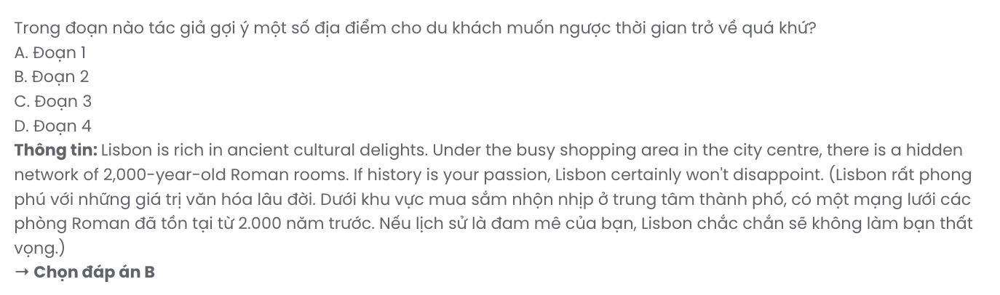 Trong đoạn nào tác giả gợi ý một số địa điểm cho du khách muốn ngược thời gian trở về quá khứ?
A. Đoạn 1
B. Đoạn 2
C. Đoạn 3
D. Đoạn 4
Thông tin: Lisbon is rich in ancient cultural delights. Under the busy shopping area in the city centre, there is a hidden
network of 2,000-year-old Roman rooms. If history is your passion, Lisbon certainly won't disappoint. (Lisbon rất phong
phú với những giá trị văn hóa lâu đời. Dưới khu vực mua sắm nhộn nhịp ở trung tâm thành phố, có một mạng lưới các
phòng Roman đã tồn tại từ 2.000 năm trước. Nếu lịch sử là đam mê của bạn, Lisbon chắc chắn sẽ không làm bạn thất
vọng.)
→ Chọn đáp án B